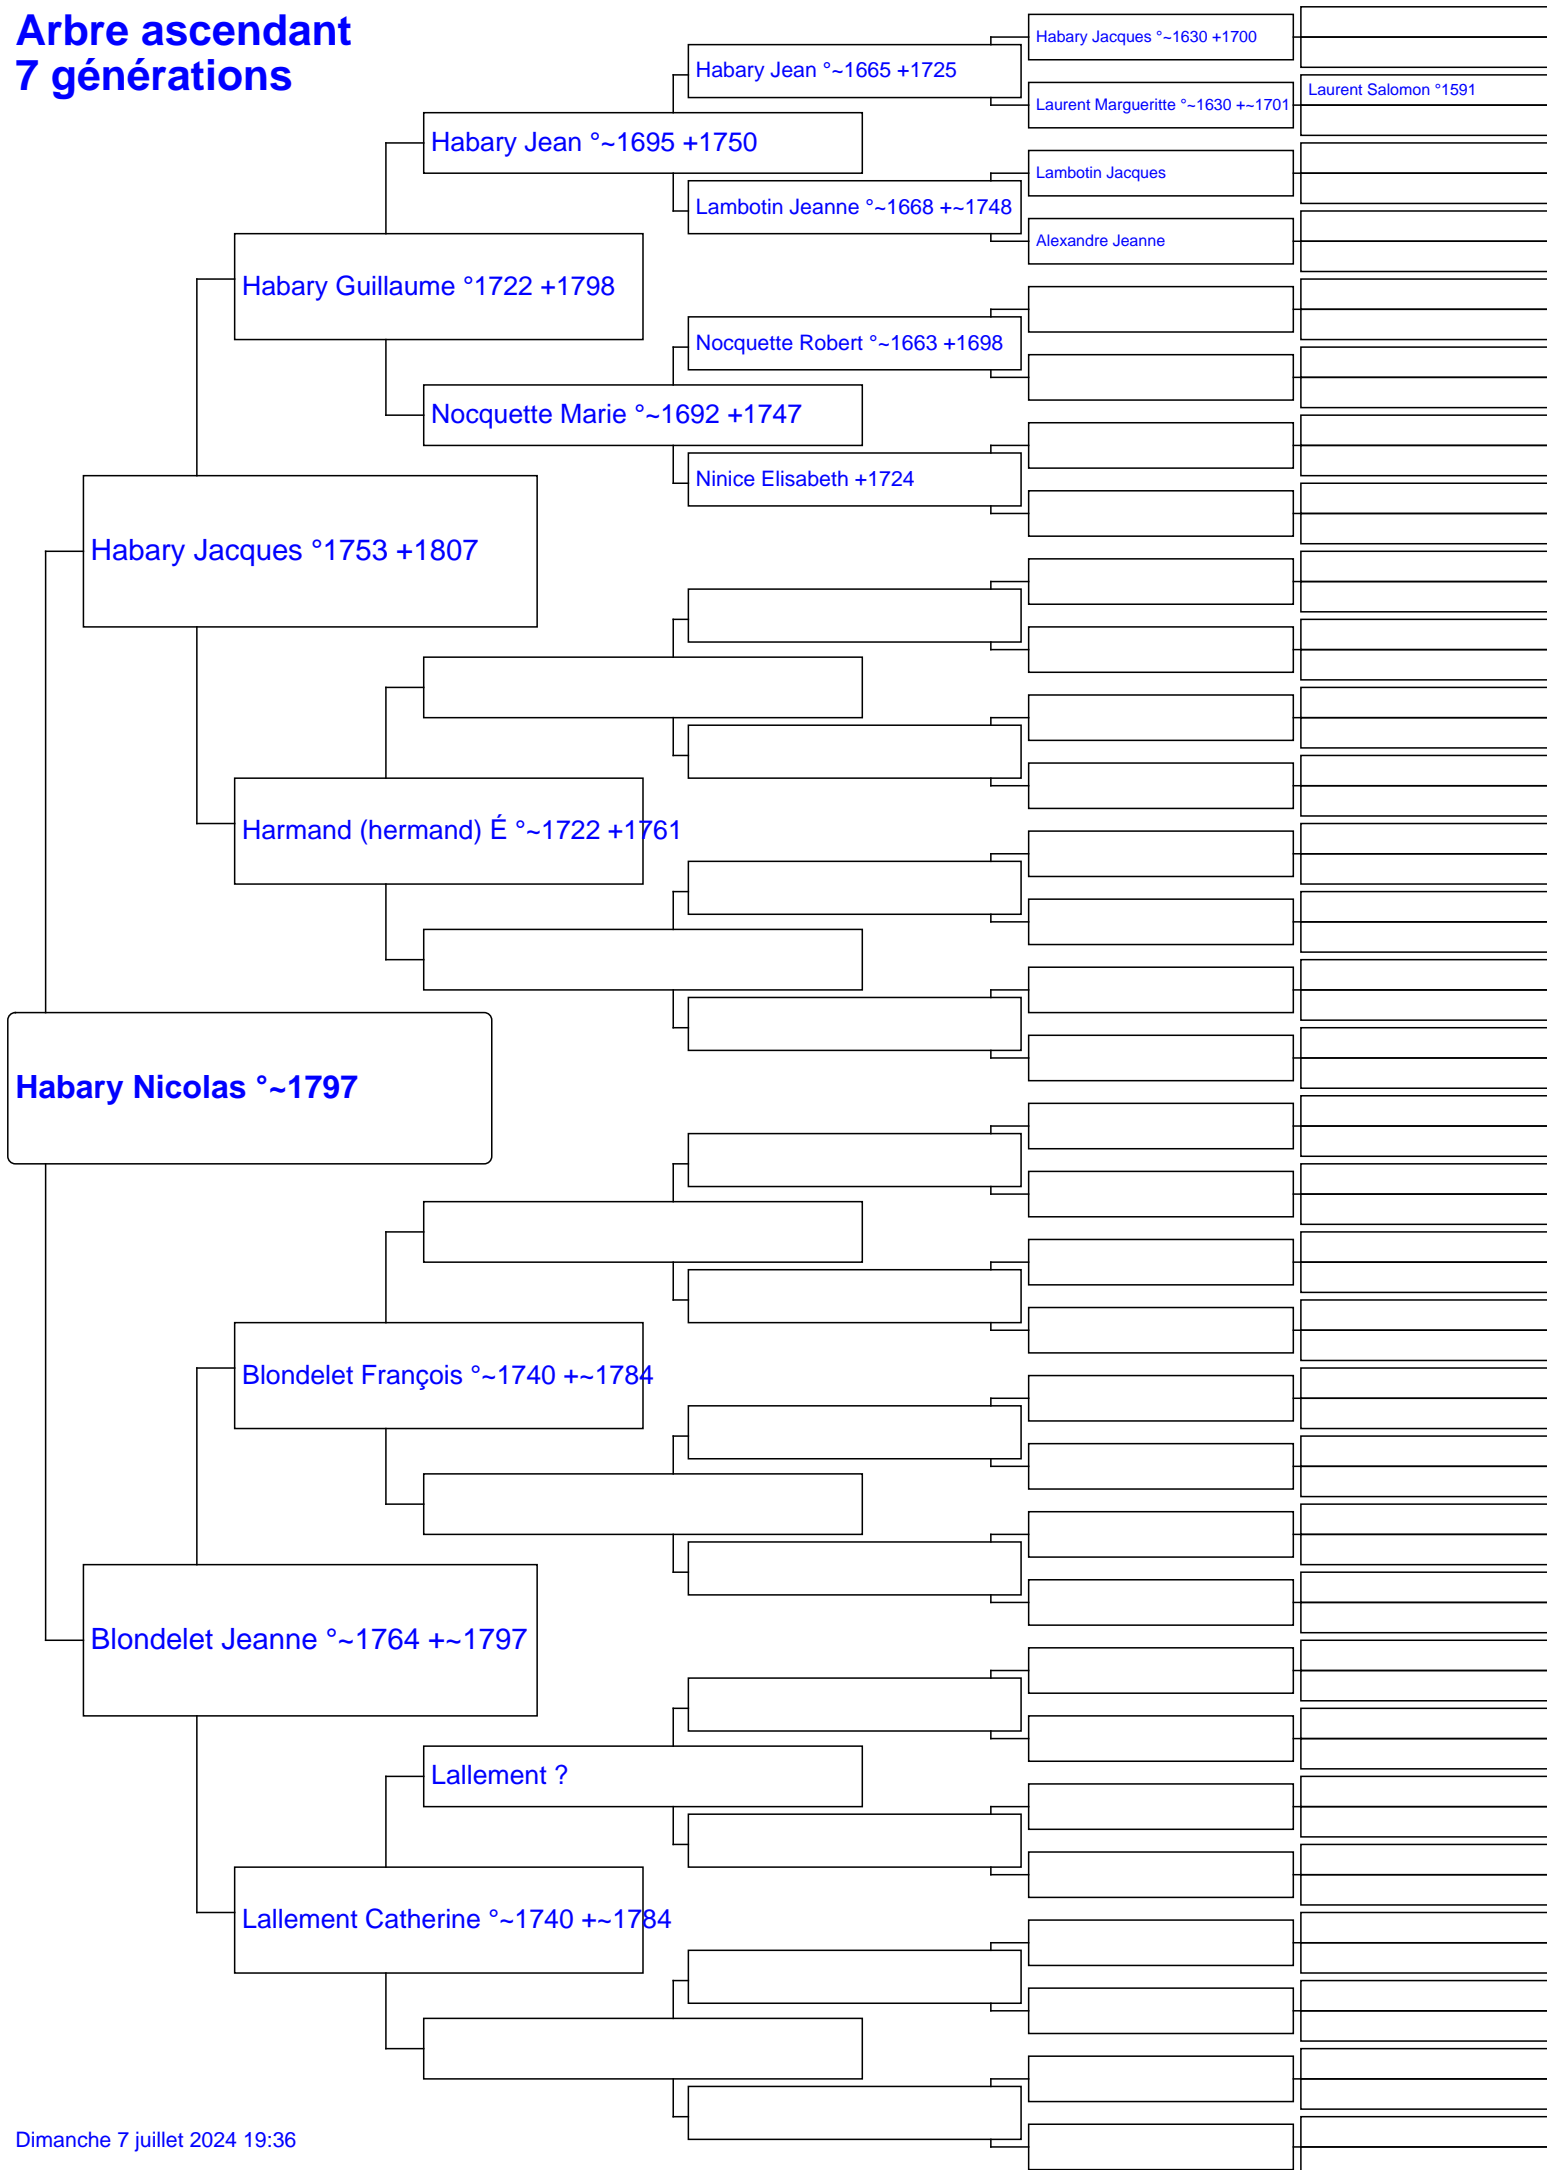 Arbre ascendant
7 générations
Habary Jacques °~1630 +1700
Habary Jean °~1665 +1725
Laurent Salomon °1591
Laurent Margueritte °~1630 +~1701
Habary Jean °~1695 +1750
Lambotin Jacques
Lambotin Jeanne °~1668 +~1748
Alexandre Jeanne
Habary Guillaume °1722 +1798
Nocquette Robert °~1663 +1698
Nocquette Marie °~1692 +1747
Ninice Elisabeth +1724
Habary Jacques °1753 +1807
Harmand (hermand) É °~1722 +1761
Habary Nicolas °~1797
Blondelet François °~1740 +~1784
Blondelet Jeanne °~1764 +~1797
Lallement ?
Lallement Catherine °~1740 +~1784
Dimanche 7 juillet 2024 19:36